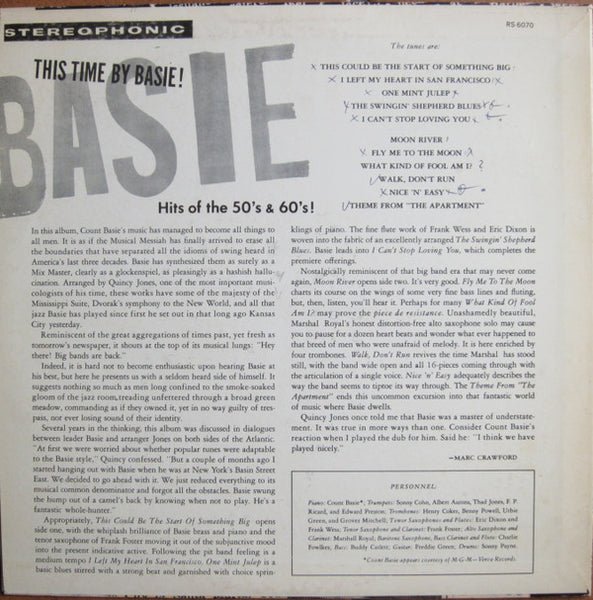 RS-6070
STEREOPHONIC
THIS TIME BY BASIE!
BASIE
Hits of the 50's & 60's!
The tunes are:
x THIS COULD BE THE START OF SOMETHING BIG
x I LEFT MY HEART IN SAN FRANCISCO x
x ONE MINT JULEP x
x THE SWINGIN' SHEPHERD BLUES
x I CAN'T STOP LOVING YOU
MOON RIVER
x FLY ME TO THE MOON
WHAT KIND OF FOOL AM I?
WALK, DON'T RUN
x NICE 'N' EASY
THEME FROM "THE APARTMENT"
In this album, Count Basie's music has managed to become all things to
all men. It is as if the Musical Messiah has finally arrived to erase all
the boundaries that have separated all the idioms of swing heard in
America's last three decades. Basie has synthesized them as surely as a
Mix Master, clearly as a glockenspiel, as pleasingly as a hashish hallu-
cination. Arranged by Quincy Jones, one of the most important musi-
cologists of his time, these works have some of the majesty of the
Mississippi Suite, Dvorak's symphony to the New World, and all that
jazz Basie has played since first he set out in that long ago Kansas
City yesterday.
Reminiscent of the great aggregations of times past, yet fresh as
tomorrow's newspaper, it shouts at the top of its musical lungs: "Hey
there! Big bands are back."
Indeed, it is hard not to become enthusiastic upon hearing Basie at
his best, but here he presents us with a seldom heard side of himself. It
suggests nothing so much as men long confined to the smoke-soaked
gloom of the jazz room,treading unfettered through a broad green
meadow, commanding as if they owned it, yet in no way guilty of tres-
pass, nor ever losing sound of their identity.
Several years in the thinking, this album was discussed in dialogues
between leader Basie and arranger Jones on both sides of the Atlantic.
"At first we were worried about whether popular tunes were adaptable
to the Basie style," Quincy confessed. "But a couple of months ago I
started hanging out with Basie when he was at New York's Basin Street
East. We decided to go ahead with it. We just reduced everything to its
musical common denominator and forgot all the obstacles. Basie swung
the hump out of a camel's back by knowing when not to play. He's a
fantastic whole-hunter."
Appropriately, This Could Be The Start Of Something Big opens
side one, with the whiplash brilliance of Basie brass and piano and the
tenor saxophone of Frank Foster moving it out of the subjunctive mood
into the present indicative active. Following the pit band feeling is a
medium tempo I Left My Heart In San Francisco. One Mint Julep is a
basic blues stirred with a strong beat and garnished with choice sprin-
klings of piano. The fine flute work of Frank Wess and Eric Dixon is
woven into the fabric of an excellently arranged The Swingin' Shepherd
Blues. Basie leads into I Can't Stop Loving You, which completes the
premiere offerings.
Nostalgically reminiscent of that big band era that may never come
again, Moon River opens side two. It's very good. Fly Me To The Moon
charts its course on the wings of some very fine bass lines and fluting,
but, then, listen, you'll hear it. Perhaps for many What Kind Of Fool
Am I? may prove the piece de resistance. Unashamedly beautiful,
Marshal Royal's honest distortion-free alto saxophone solo may cause
you to pause for a dozen heart beats and wonder what ever happened to
that breed of men who were unafraid of melody. It is here enriched by
four trombones. Walk, Don't Run revives the time Marshal has stood
still, with the band wide open and all 16-pieces coming through with
the articulation of a single voice. Nice 'n' Easy adequately describes the
way the band seems to tiptoe its way through. The Theme From "The
Apartment" ends this uncommon excursion into that fantastic world
of music where Basie dwells.
Quincy Jones once told me that Basie was a master of understate-
ment. It was true in more ways than one. Consider Count Basie's
reaction when I played the dub for him. Said he: "I think we have
played nicely."
—MARC CRAWFORD
PERSONNEL:
Piano: Count Basie*; Trumpets: Sonny Cohn, Albert Aarons, Thad Jones, F. P.
Ricard, and Edward Preston; Trombones: Henry Coker, Benny Powell, Urbie
Green, and Grover Mitchell; Tenor Saxophones and Flutes: Eric Dixon and
Frank Wess; Tenor Saxophone and Clarinet: Frank Foster; Alto Saxophone and
Clarinet: Marshall Royal; Baritone Saxophone, Bass Clarinet and Flute: Charlie
Fowlkes; Bass: Buddy Catlett; Guitar: Freddie Green; Drums: Sonny Payne.
*Count Basie appears courtesy of M-G-M—Verve Records.